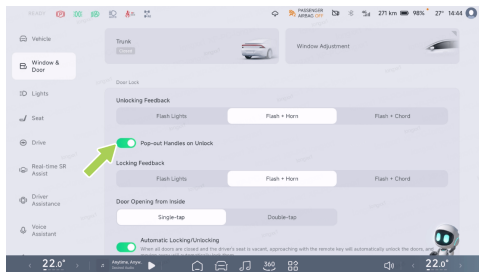 READY
PASSENGER
AIRBAG OFF
271 km
98%
27°
14:44
Vehicle
Window &
Door
Lights
Seat
Drive
Real-time SR
Assist
Driver
Assistance
Voice
Assistant
Trunk
Closed
Window Adjustment
Door Lock
Unlocking Feedback
Flash Lights
Flash + Horn
Flash + Chord
Pop-out Handles on Unlock
Locking Feedback
Flash Lights
Flash + Horn
Flash + Chord
Door Opening from Inside
Single-tap
Double-tap
Automatic Locking/Unlocking
When all doors are closed and the driver's seat is vacant, approaching with the remote key will automatically unlock the doors, and
22.0°
Anytime, Anyw.
360
22.0°